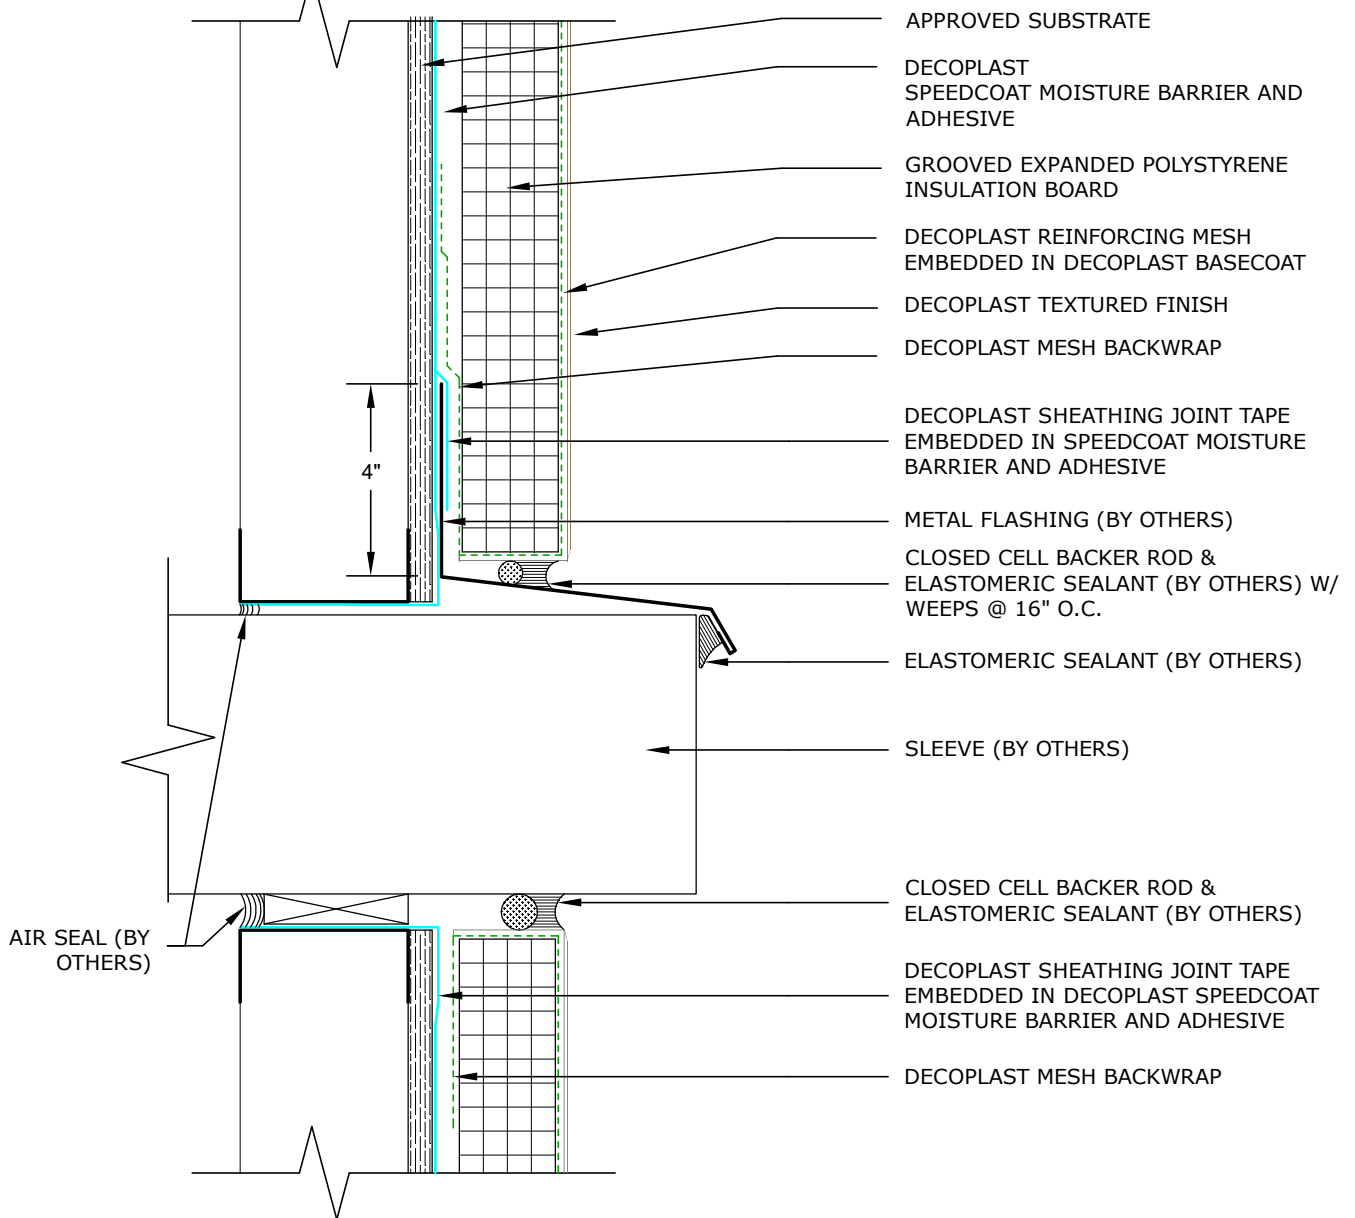 APPROVED SUBSTRATE
DECOPLAST
SPEEDCOAT MOISTURE BARRIER AND
ADHESIVE
GROOVED EXPANDED POLYSTYRENE
INSULATION BOARD
DECOPLAST REINFORCING MESH
EMBEDDED IN DECOPLAST BASECOAT
DECOPLAST TEXTURED FINISH
DECOPLAST MESH BACKWRAP
DECOPLAST SHEATHING JOINT TAPE
EMBEDDED IN SPEEDCOAT MOISTURE
BARRIER AND ADHESIVE
4"
METAL FLASHING (BY OTHERS)
CLOSED CELL BACKER ROD &
ELASTOMERIC SEALANT (BY OTHERS) W/
WEEPS @ 16" O.C.
ELASTOMERIC SEALANT (BY OTHERS)
SLEEVE (BY OTHERS)
CLOSED CELL BACKER ROD &
ELASTOMERIC SEALANT (BY OTHERS)
AIR SEAL (BY
OTHERS)
DECOPLAST SHEATHING JOINT TAPE
EMBEDDED IN DECOPLAST SPEEDCOAT
MOISTURE BARRIER AND ADHESIVE
DECOPLAST MESH BACKWRAP